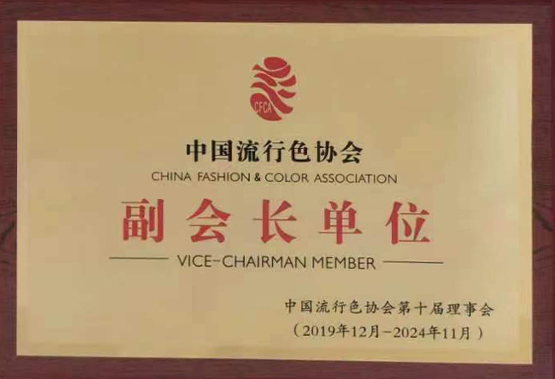 CFCA
中国流行色协会
CHINA FASHION & COLOR ASSOCIATION
副会长单位
VICE-CHAIRMAN MEMBER
中国流行色协会第十届理事会
（2019年12月-2024年11月）